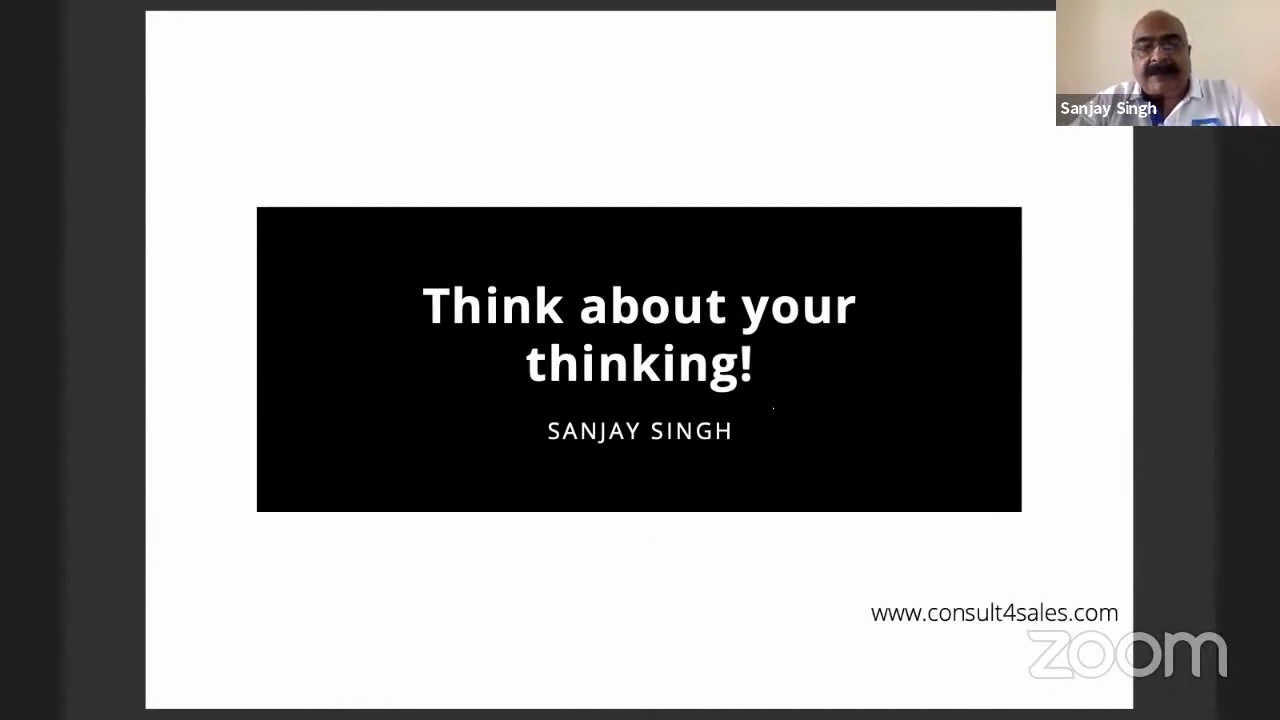 Sanjay Singh
Think about your
thinking!
SANJAY SINGH
www.consult4sales.com
zoom